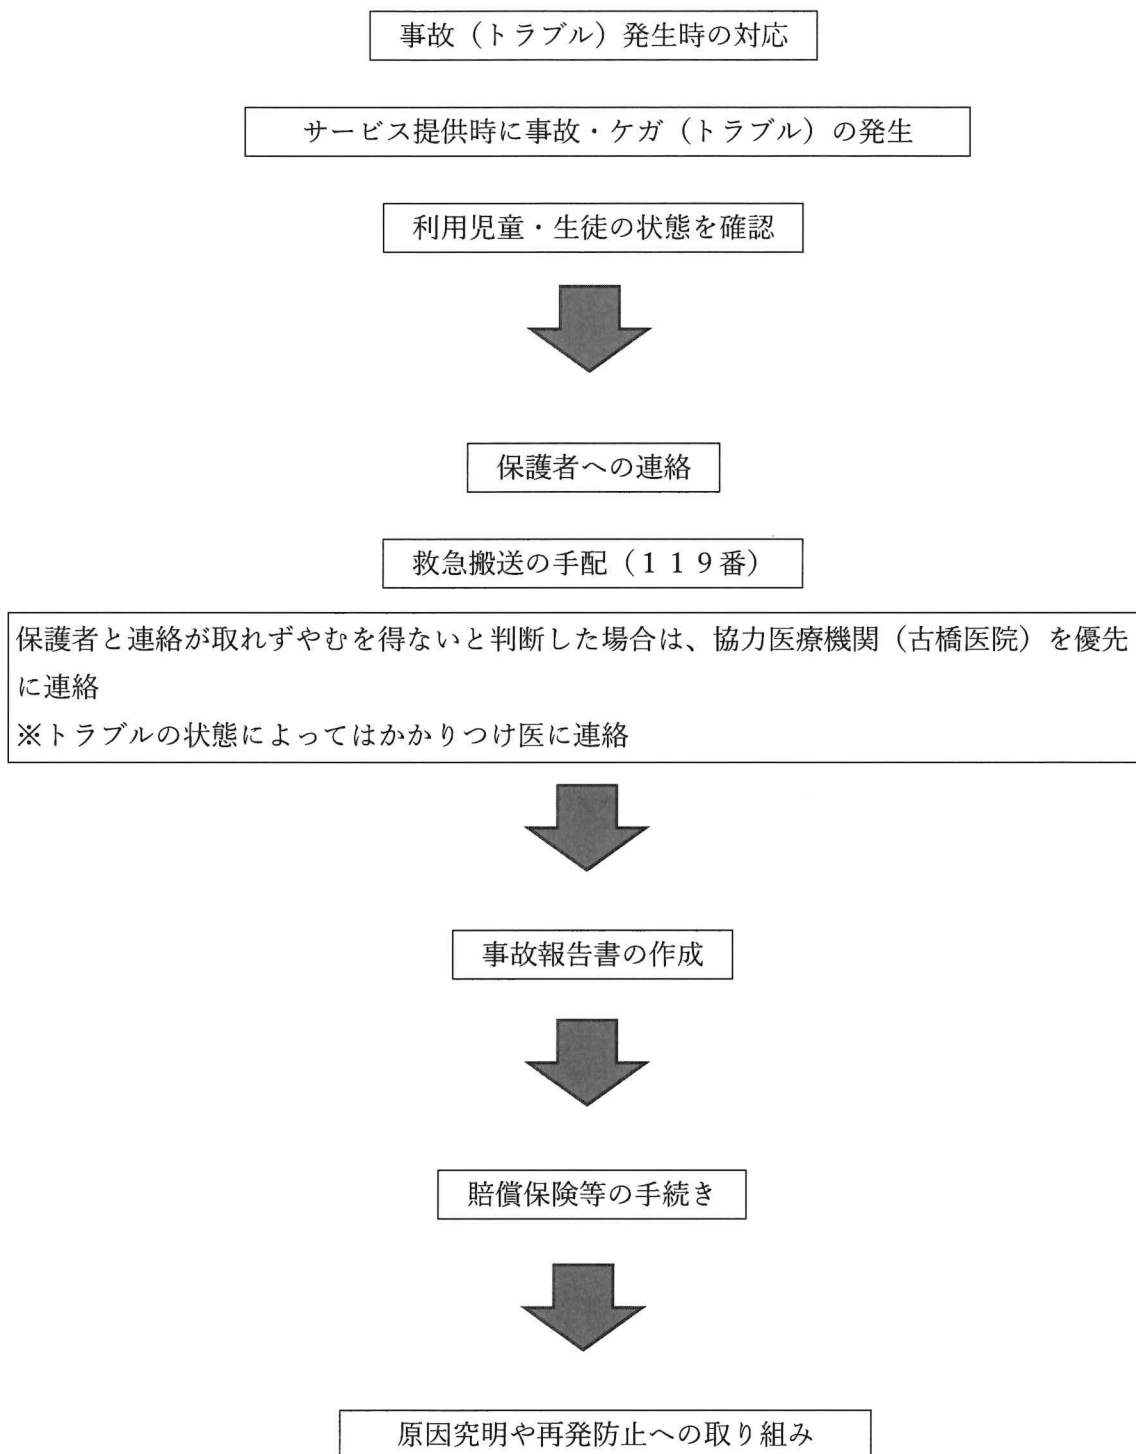 事故（トラブル）発生時の対応
サービス提供時に事故・ケガ（トラブル）の発生
利用児童・生徒の状態を確認
保護者への連絡
救急搬送の手配（１１９番）
保護者と連絡が取れずやむを得ないと判断した場合は、協力医療機関（古橋医院）を優先
に連絡
※トラブルの状態によってはかかりつけ医に連絡
事故報告書の作成
賠償保険等の手続き
原因究明や再発防止への取り組み